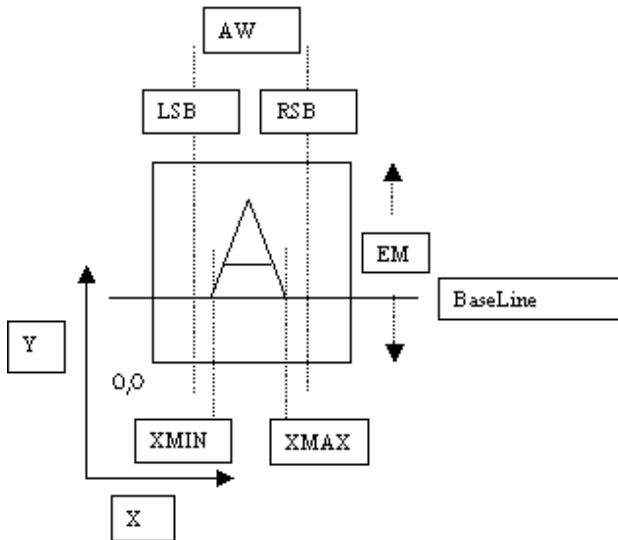 AW
LSB
RSB
A
EM
BaseLine
Y
0,0
XMIN
XMAX
X